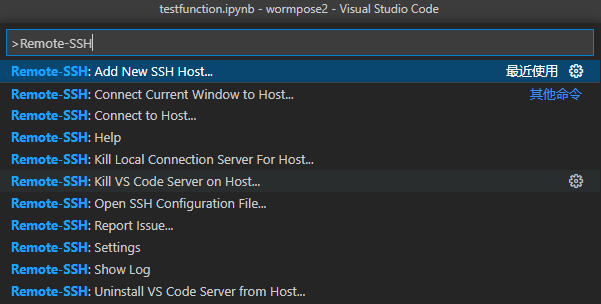 testfunction.ipynb - wormpose2 - Visual Studio Code
>Remote-SSH
Remote-SSH: Add New SSH Host... 最近使用
Remote-SSH: Connect Current Window to Host... 其他命令
Remote-SSH: Connect to Host...
Remote-SSH: Help
Remote-SSH: Kill Local Connection Server For Host...
Remote-SSH: Kill VS Code Server on Host...
Remote-SSH: Open SSH Configuration File...
Remote-SSH: Report Issue...
Remote-SSH: Settings
Remote-SSH: Show Log
Remote-SSH: Uninstall VS Code Server from Host...